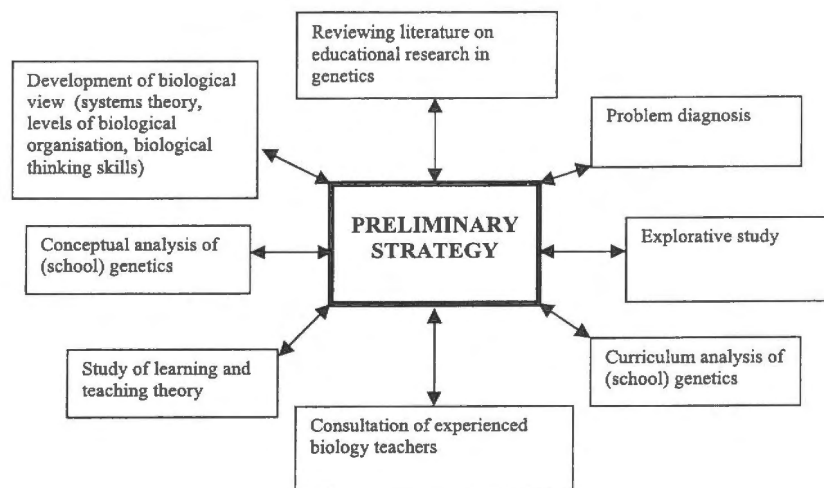 Reviewing literature on
educational research in
genetics
Development of biological
view (systems theory,
levels of biological
organisation, biological
thinking skills)
Problem diagnosis
PRELIMINARY
STRATEGY
Conceptual analysis of
(school) genetics
Explorative study
Study of learning and
teaching theory
Curriculum analysis of
(school) genetics
Consultation of experienced
biology teachers